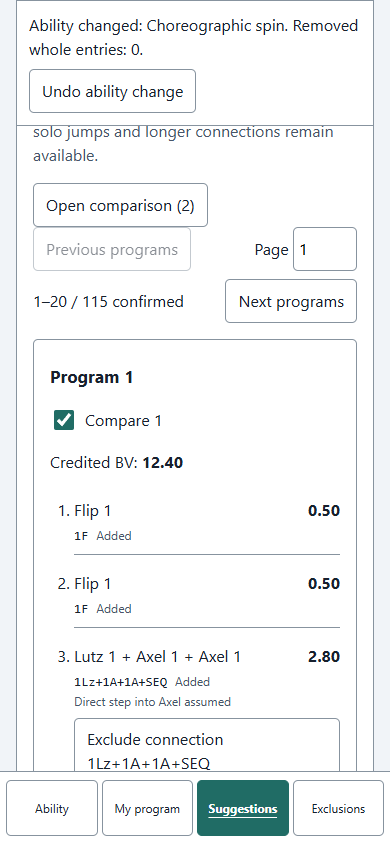 Ability changed: Choreographic spin. Removed
whole entries: 0.
Undo ability change
solo jumps and longer connections remain
available.
Open comparison (2)
Previous programs
Page 1
1–20 / 115 confirmed
Next programs
Program 1
Compare 1
Credited BV: 12.40
1. Flip 1 0.50
1F Added
2. Flip 1 0.50
1F Added
3. Lutz 1 + Axel 1 + Axel 1 2.80
1Lz+1A+1A+SEQ Added
Direct step into Axel assumed
Exclude connection
1Lz+1A+1A+SEQ
Ability
My program
Suggestions
Exclusions